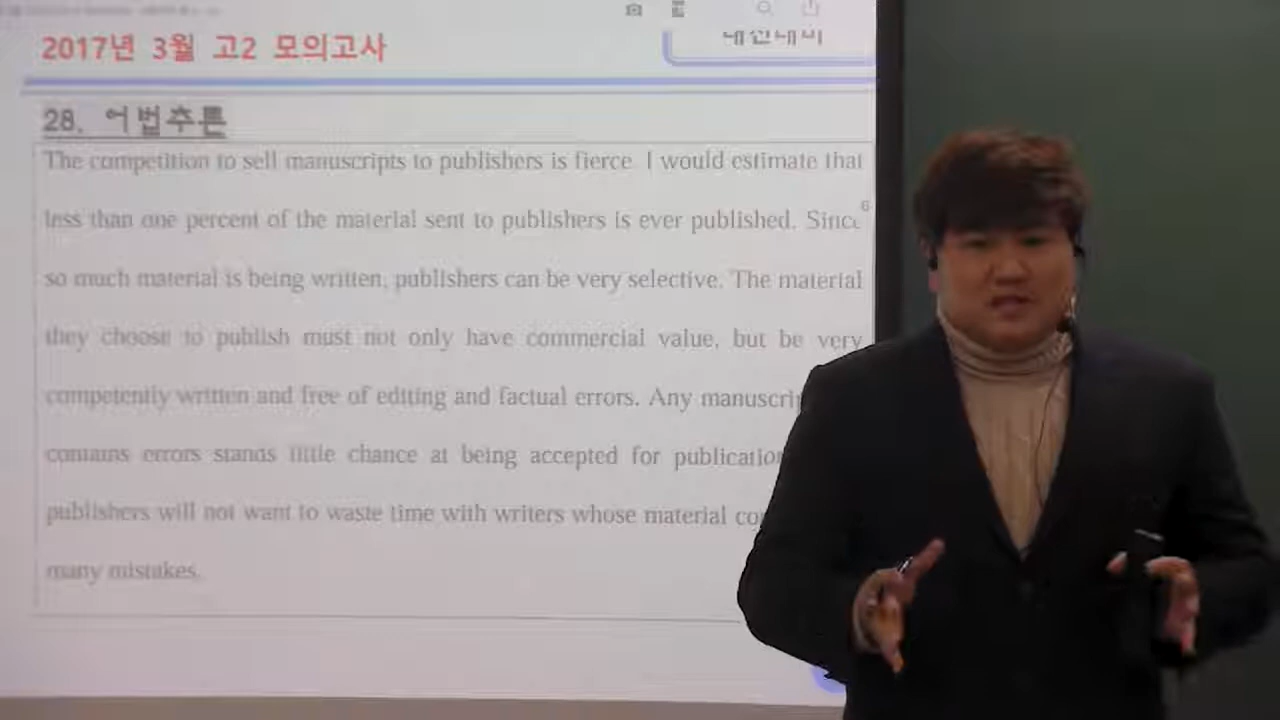 2017년 3월 고2 모의고사
28. 어법추론
The competition to sell manuscripts to publishers is fierce. I would estimate that
less than one percent of the material sent to publishers is ever published. Since
6
so much material is being written, publishers can be very selective. The material
they choose to publish must not only have commercial value, but be very
competently written and free of editing and factual errors. Any
contains errors stands little chance at being accepted for
publishers will not want to waste time with writers whose material
many mistakes.